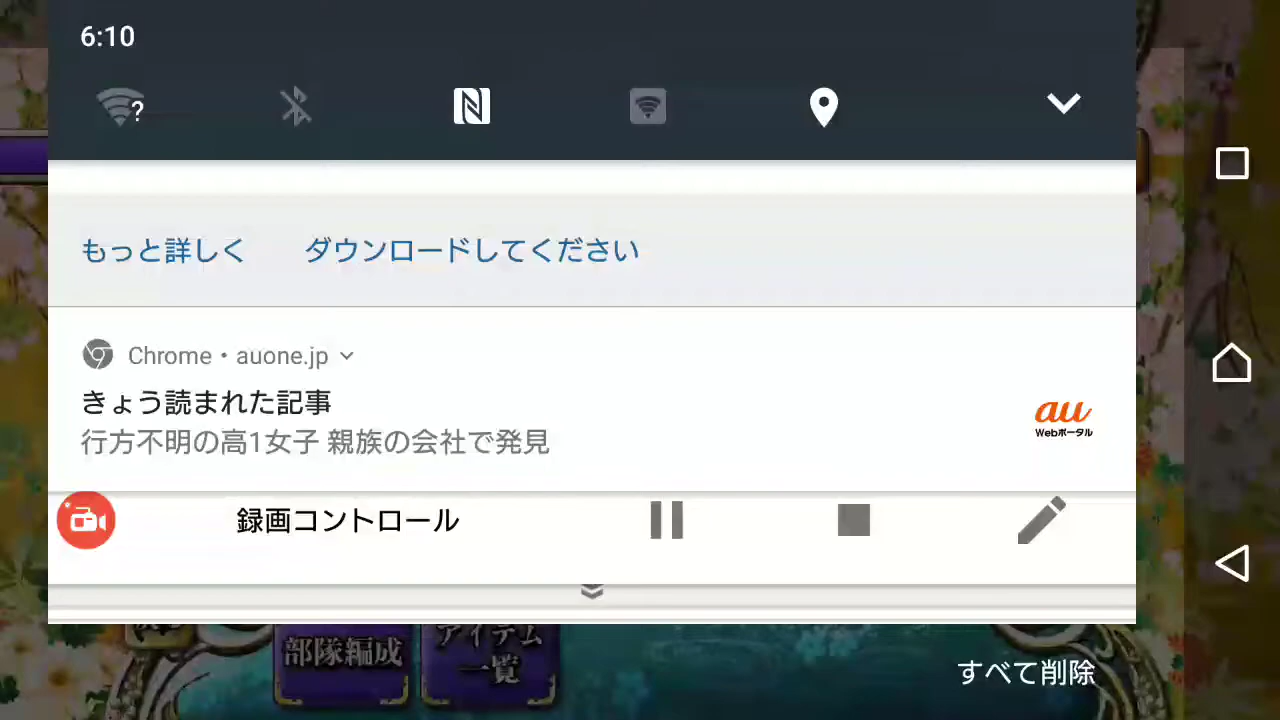 6:10
?
もっと詳しく ダウンロードしてください
Chrome • auone.jp
きょう読まれた記事
行方不明の高1女子 親族の会社で発見
au
Webポータル
録画コントロール
部隊編成
アイテム
一覧
すべて削除